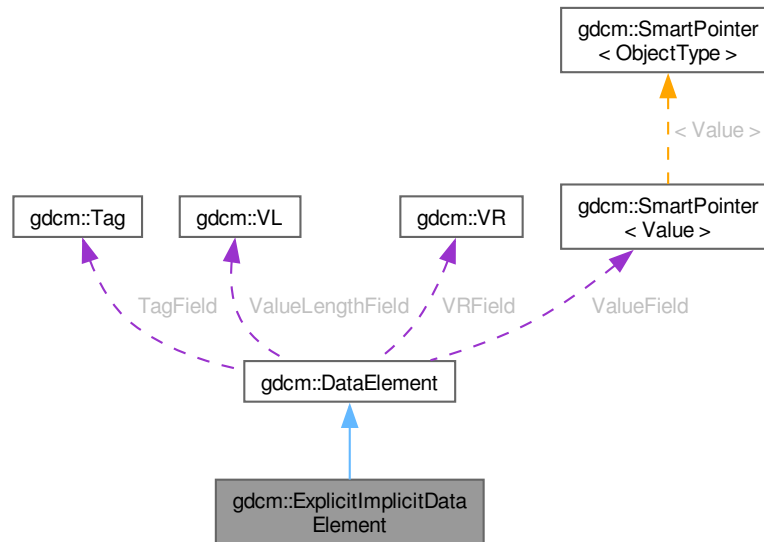 gdcm::SmartPointer
< ObjectType >
< Value >
gdcm::Tag
gdcm::VL
gdcm::VR
gdcm::SmartPointer
< Value >
TagField
ValueLengthField
VRField
ValueField
gdcm::DataElement
gdcm::ExplicitImplicitData
Element